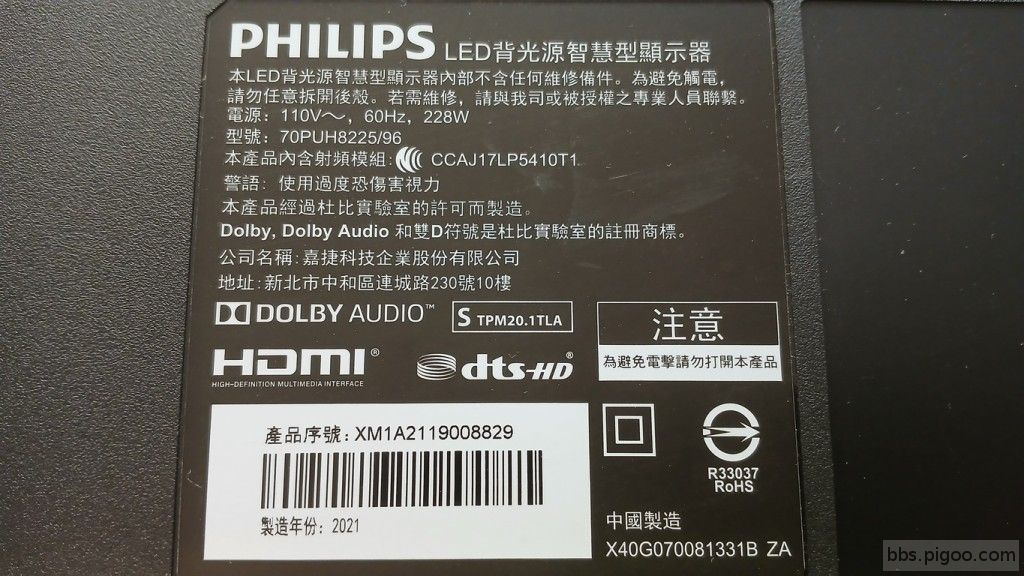 PHILIPS LED背光源智慧型顯示器
本LED背光源智慧型顯示器內部不含任何維修備件。為避免觸電,
請勿任意拆開後殼。若需維修，請與我司或被授權之專業人員聯繫。
電源：110V～, 60Hz, 228W
型號：70PUH8225/96
本產品內含射頻模組: CCAJ17LP5410T1
警語：使用過度恐傷害視力
本產品經過杜比實驗室的許可而製造。
Dolby, Dolby Audio 和雙D符號是杜比實驗室的註冊商標。
公司名稱:嘉捷科技企業股份有限公司
地址:新北市中和區連城路230號10樓
DOLBY AUDIO™
S TPM20.1TLA
注意
為避免電擊請勿打開本產品
HDMI®
HIGH-DEFINITION MULTIMEDIA INTERFACE
dts-HD®
產品序號:XM1A2119008829
製造年份: 2021
R33037
RoHS
中國製造
X40G070081331B ZA
bbs.pigoo.com